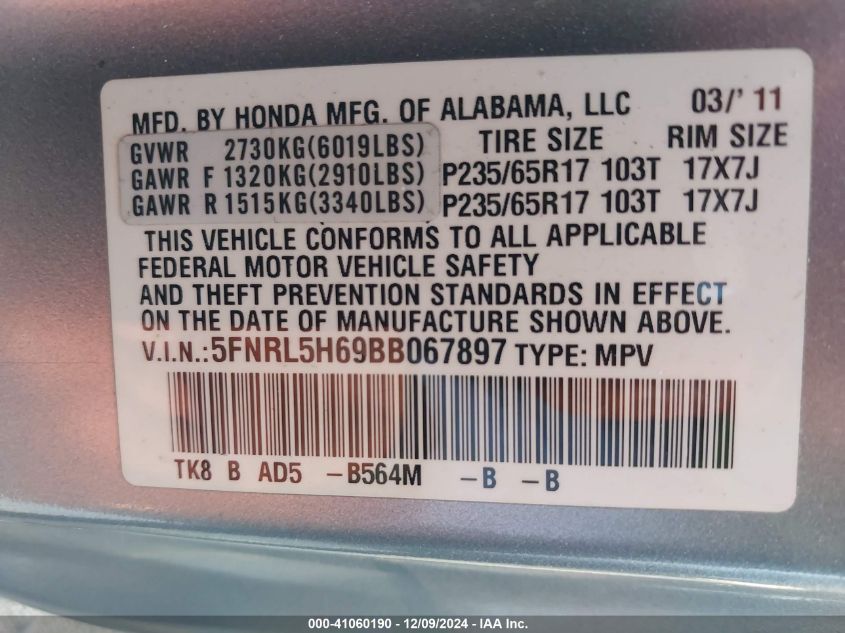 MFD. BY HONDA MFG. OF ALABAMA, LLC 03/' 11
GVWR 2730KG(6019LBS) TIRE SIZE RIM SIZE
GAWR F 1320KG(2910LBS) P235/65R17 103T 17X7J
GAWR R 1515KG(3340LBS) P235/65R17 103T 17X7J
THIS VEHICLE CONFORMS TO ALL APPLICABLE
FEDERAL MOTOR VEHICLE SAFETY
AND THEFT PREVENTION STANDARDS IN EFFECT
ON THE DATE OF MANUFACTURE SHOWN ABOVE.
V.I.N.:5FNRL5H69BB067897 TYPE: MPV
TK8 B AD5 -B564M -B -B
000-41060190 - 12/09/2024 - IAA Inc.